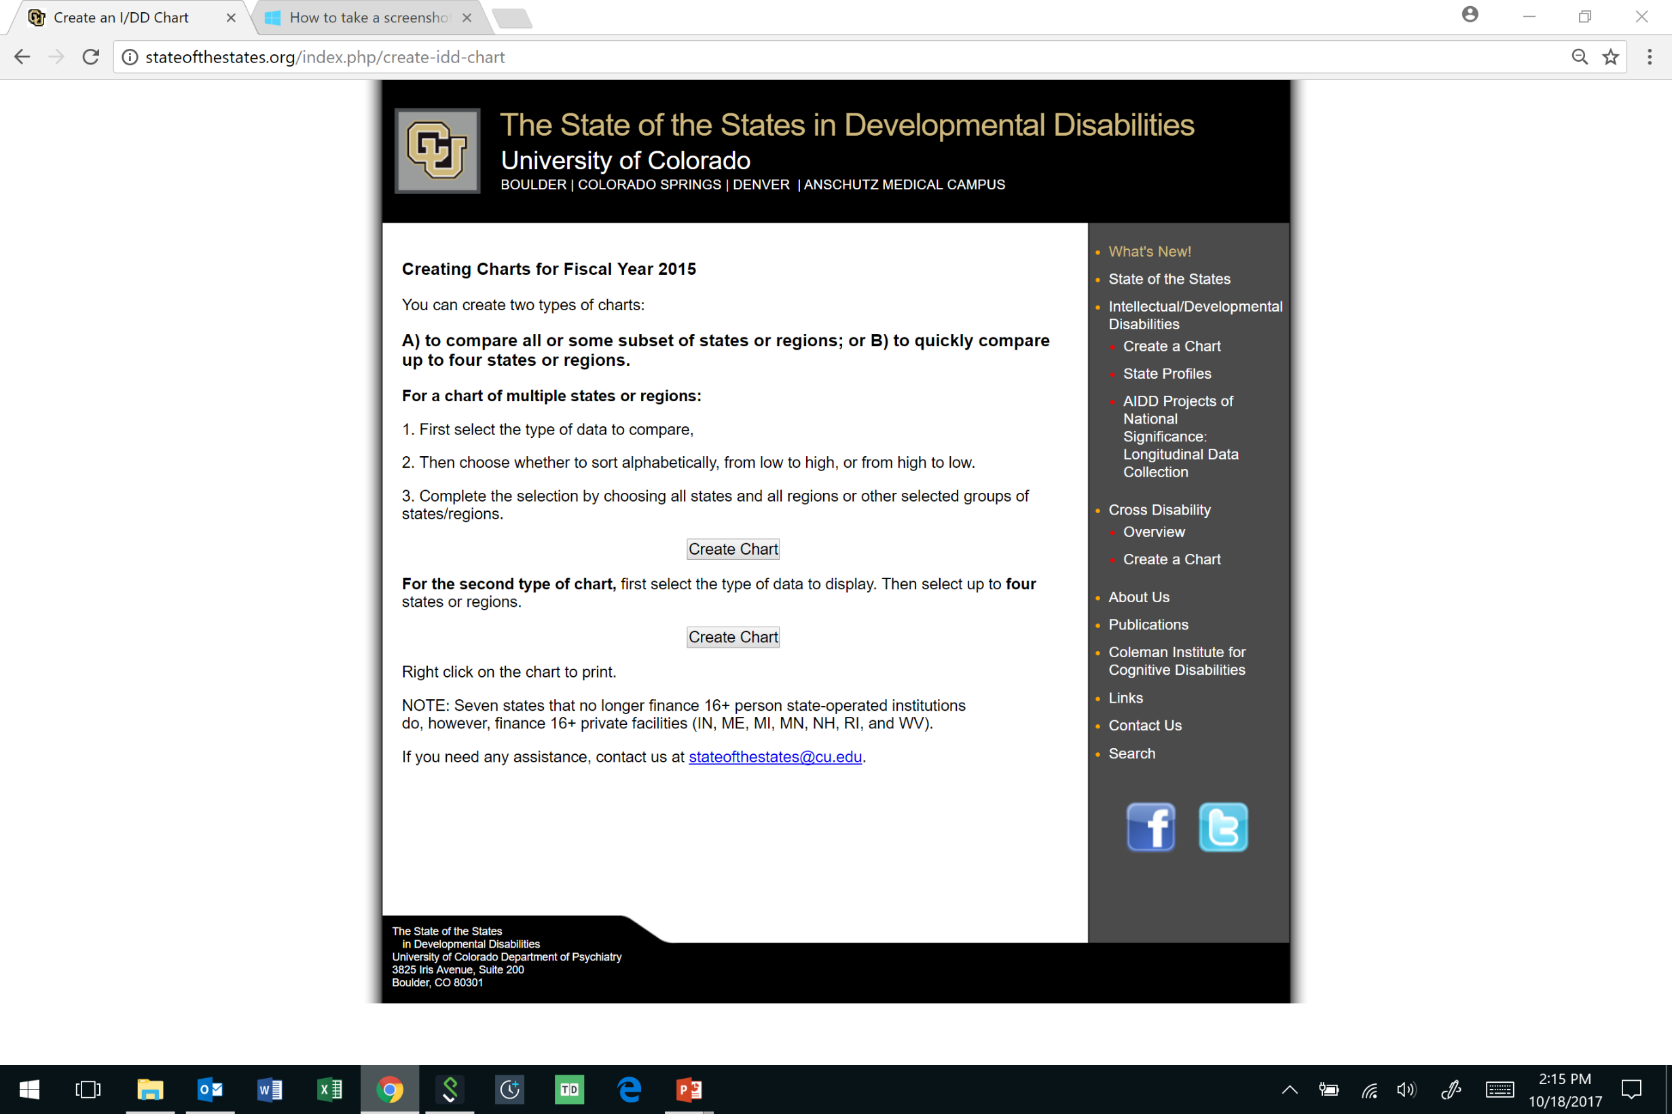 Create an I/DD Chart
How to take a screensho
stateofthestates.org/index.php/create-idd-chart
CU
The State of the States in Developmental Disabilities
University of Colorado
BOULDER | COLORADO SPRINGS | DENVER | ANSCHUTZ MEDICAL CAMPUS
Creating Charts for Fiscal Year 2015
You can create two types of charts:
A) to compare all or some subset of states or regions; or B) to quickly compare
up to four states or regions.
For a chart of multiple states or regions:
1. First select the type of data to compare,
2. Then choose whether to sort alphabetically, from low to high, or from high to low.
3. Complete the selection by choosing all states and all regions or other selected groups of
states/regions.
Create Chart
For the second type of chart, first select the type of data to display. Then select up to four
states or regions.
Create Chart
Right click on the chart to print.
NOTE: Seven states that no longer finance 16+ person state-operated institutions
do, however, finance 16+ private facilities (IN, ME, MI, MN, NH, RI, and WV).
If you need any assistance, contact us at stateofthestates@cu.edu.
What's New!
State of the States
Intellectual/Developmental
Disabilities
Create a Chart
State Profiles
AIDD Projects of
National
Significance:
Longitudinal Data
Collection
Cross Disability
Overview
Create a Chart
About Us
Publications
Coleman Institute for
Cognitive Disabilities
Links
Contact Us
Search
The State of the States
in Developmental Disabilities
University of Colorado Department of Psychiatry
3825 Iris Avenue, Suite 200
Boulder, CO 80301
TD
2:15 PM
10/18/2017